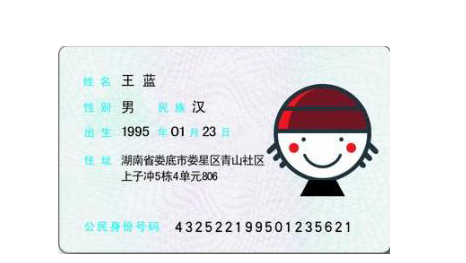 姓 名 王 蓝
性 别 男 民 族 汉
出 生 1995 年 01 月 23 日
住 址 湖南省娄底市娄星区青山社区
上子冲5栋4单元806
公民身份号码 432522199501235621